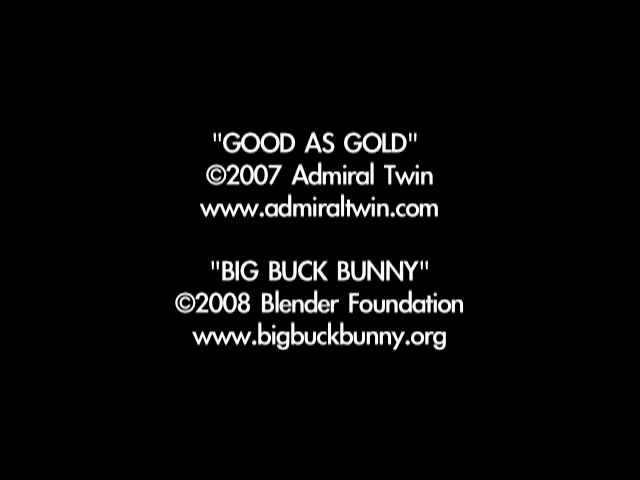 "GOOD AS GOLD"
©2007 Admiral Twin
www.admiraltwin.com
"BIG BUCK BUNNY"
©2008 Blender Foundation
www.bigbuckbunny.org